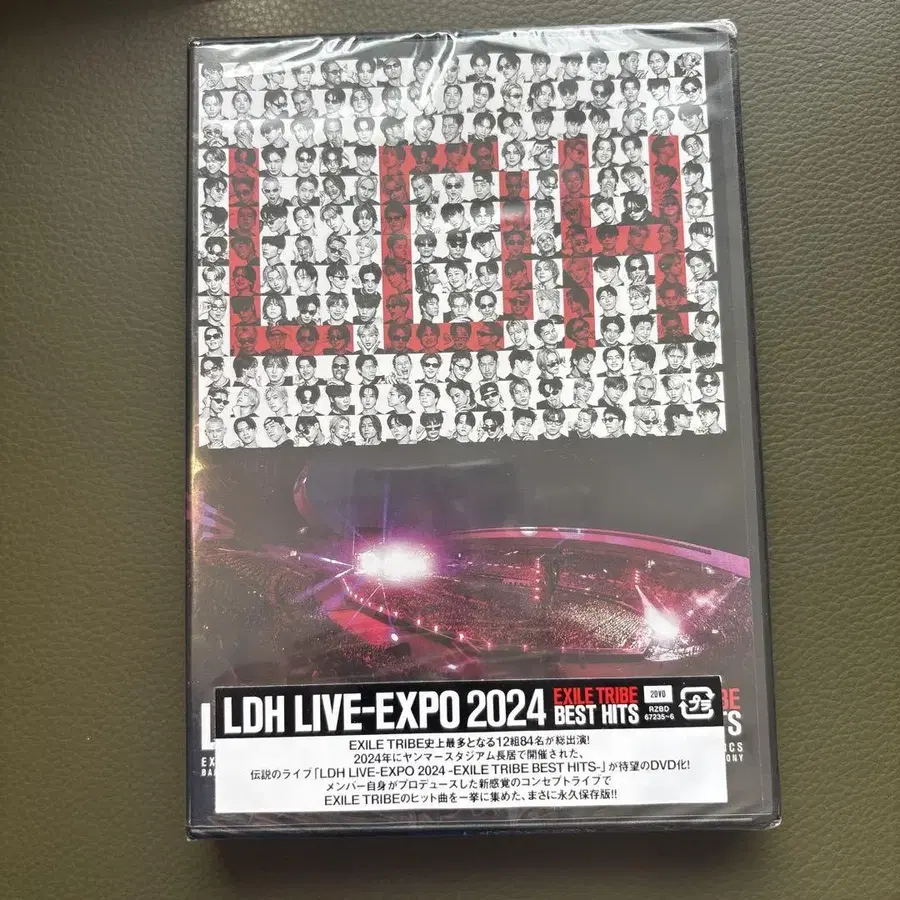 LDH
LDH LIVE-EXPO 2024 EXILE TRIBE BEST HITS
2DVD
RZBD
67235~6
プラ
EXILE TRIBE史上最多となる12組84名が総出演!
2024年にヤンマースタジアム長居で開催された、
伝説のライブ「LDH LIVE-EXPO 2024 -EXILE TRIBE BEST HITS-」が待望のDVD化!
メンバー自身がプロデュースした新感覚のコンセプトライブで
EXILE TRIBEのヒット曲を一挙に集めた、まさに永久保存版!!